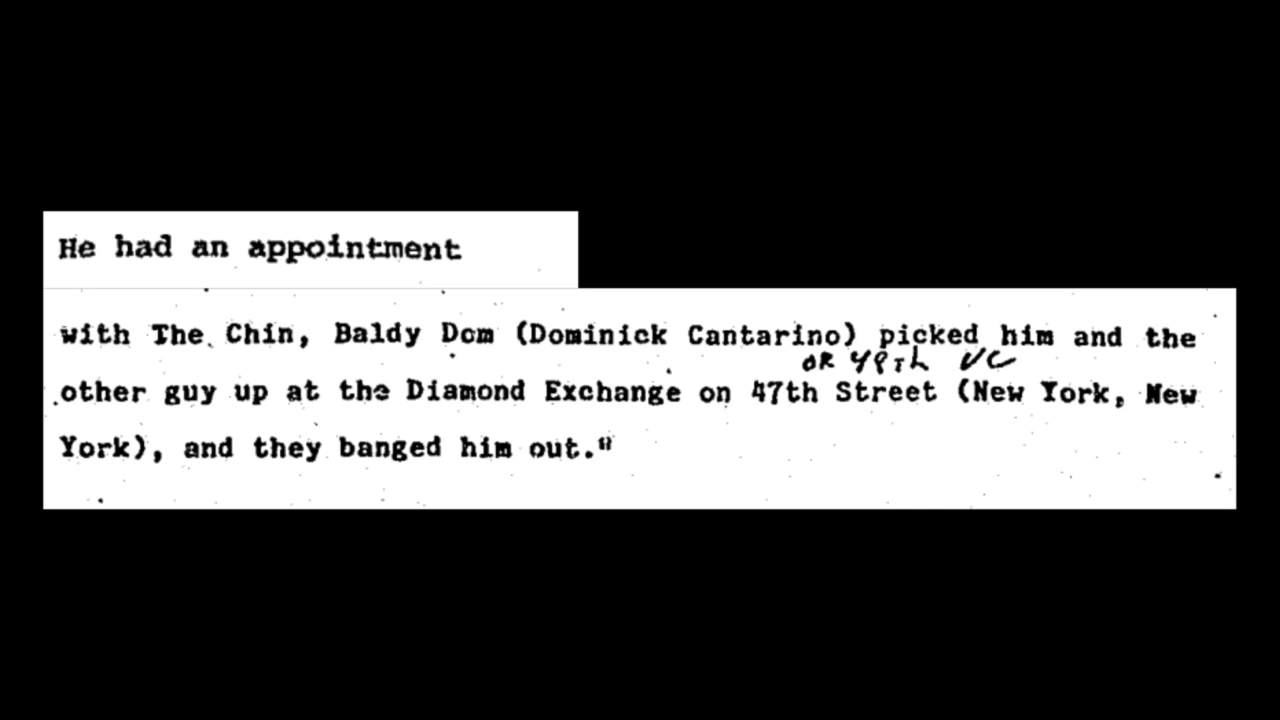 He had an appointment
with The Chin, Baldy Dom (Dominick Cantarino) picked him and the
OR 48Th VC
other guy up at the Diamond Exchange on 47th Street (New York, New
York), and they banged him out."